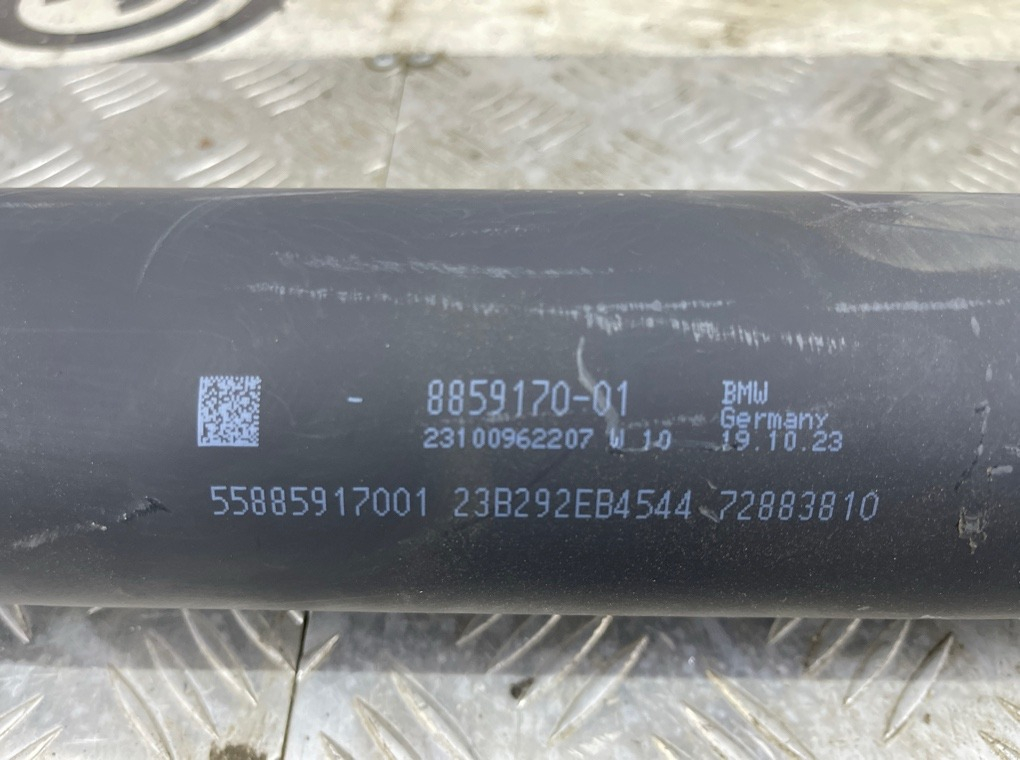 - 8859170-01 BMW
Germany
23100962207 W 10 19.10.23
55885917001 23B292EB4544 72883810